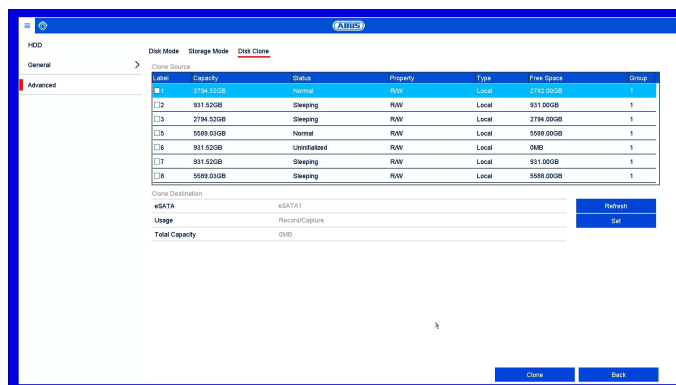 ABUS
HDD
General
Advanced
Disk Mode Storage Mode Disk Clone
Clone Source
Label Capacity Status Property Type Free Space Group
1 2794.52GB Normal R/W Local 2782.00GB 1
2 931.52GB Sleeping R/W Local 931.00GB 1
3 2794.52GB Sleeping R/W Local 2794.00GB 1
5 5589.03GB Normal R/W Local 5588.00GB 1
6 931.52GB Uninitialized R/W Local 0MB 1
7 931.52GB Sleeping R/W Local 931.00GB 1
8 5589.03GB Sleeping R/W Local 5588.00GB 1
Clone Destination
eSATA eSATA1 Refresh
Usage Record/Capture Set
Total Capacity 0MB
Clone Back